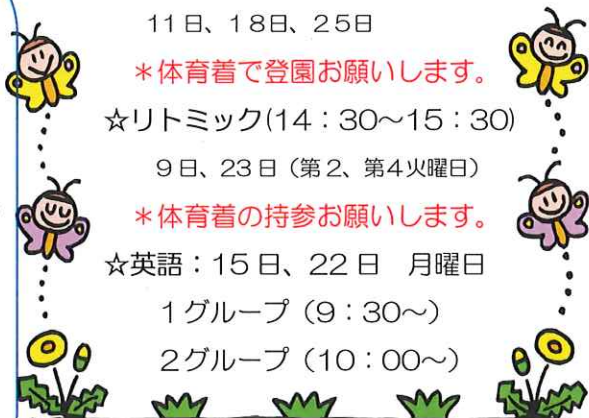 11日、18日、25日
＊体育着で登園お願いします。
☆リトミック(14：30～15：30)
9日、23日（第2、第4火曜日）
＊体育着の持参お願いします。
☆英語：15日、22日　月曜日
1グループ（9：30～）
2グループ（10：00～）